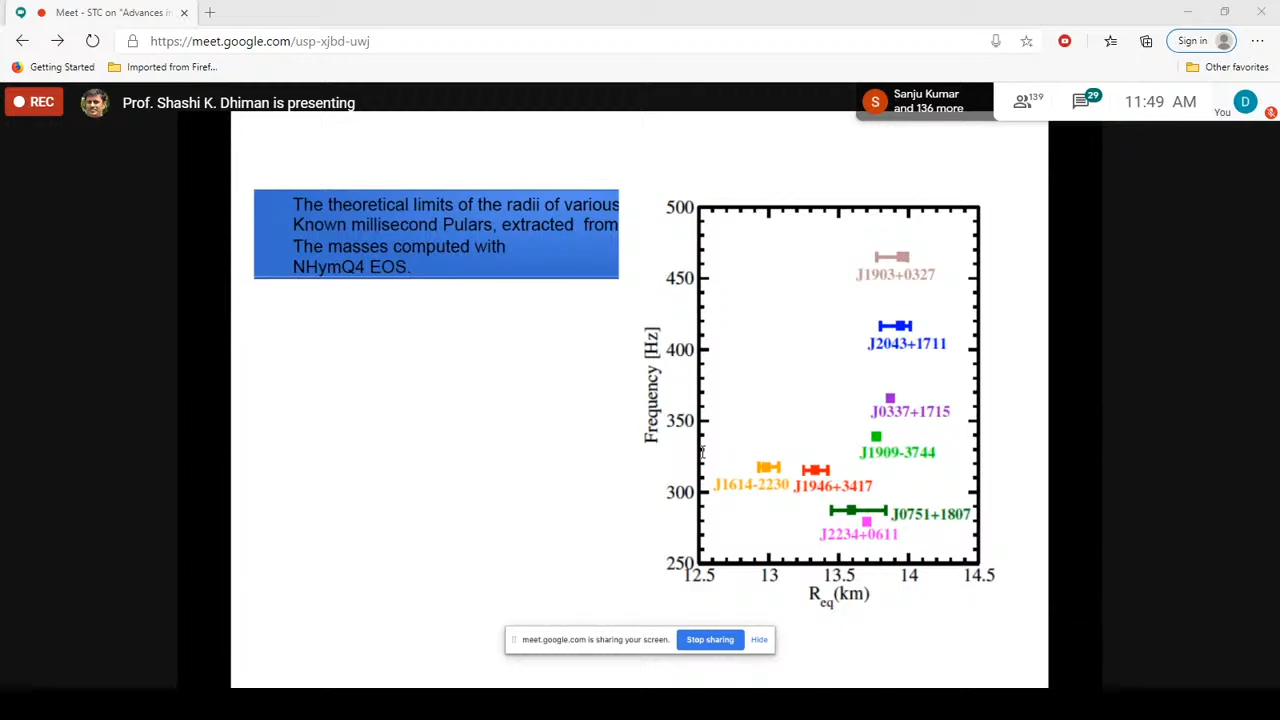 Meet - STC on "Advances in
https://meet.google.com/usp-xjbd-uwj
Sign in
Getting Started
Imported from Firef...
Other favorites
REC
Prof. Shashi K. Dhiman is presenting
S
Sanju Kumar
and 136 more
139
29
11:49 AM
You
D
The theoretical limits of the radii of various
Known millisecond Pulars, extracted from
The masses computed with
NHymQ4 EOS.
500
450
400
350
300
250
Frequency [Hz]
J1903+0327
J2043+1711
J0337+1715
J1909-3744
J1614-2230
J1946+3417
J0751+1807
J2234+0611
12.5
13
13.5
14
14.5
Req(km)
meet.google.com is sharing your screen.
Stop sharing
Hide